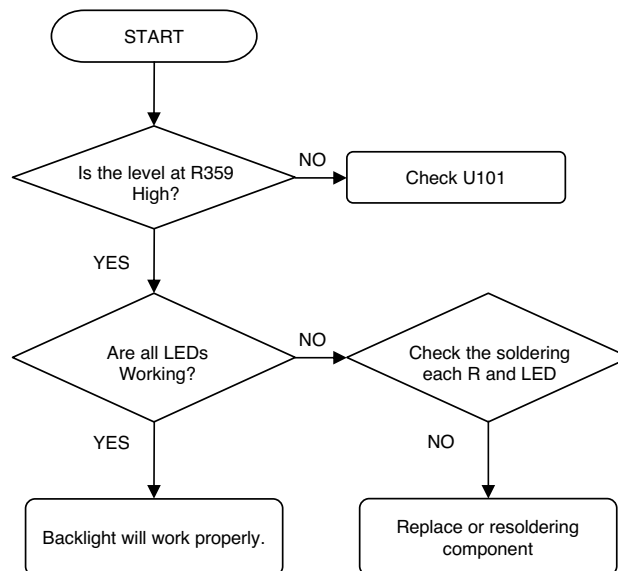 START
Is the level at R359
High?
NO
Check U101
YES
Are all LEDs
Working?
NO
Check the soldering
each R and LED
YES
NO
Backlight will work properly.
Replace or resoldering
component